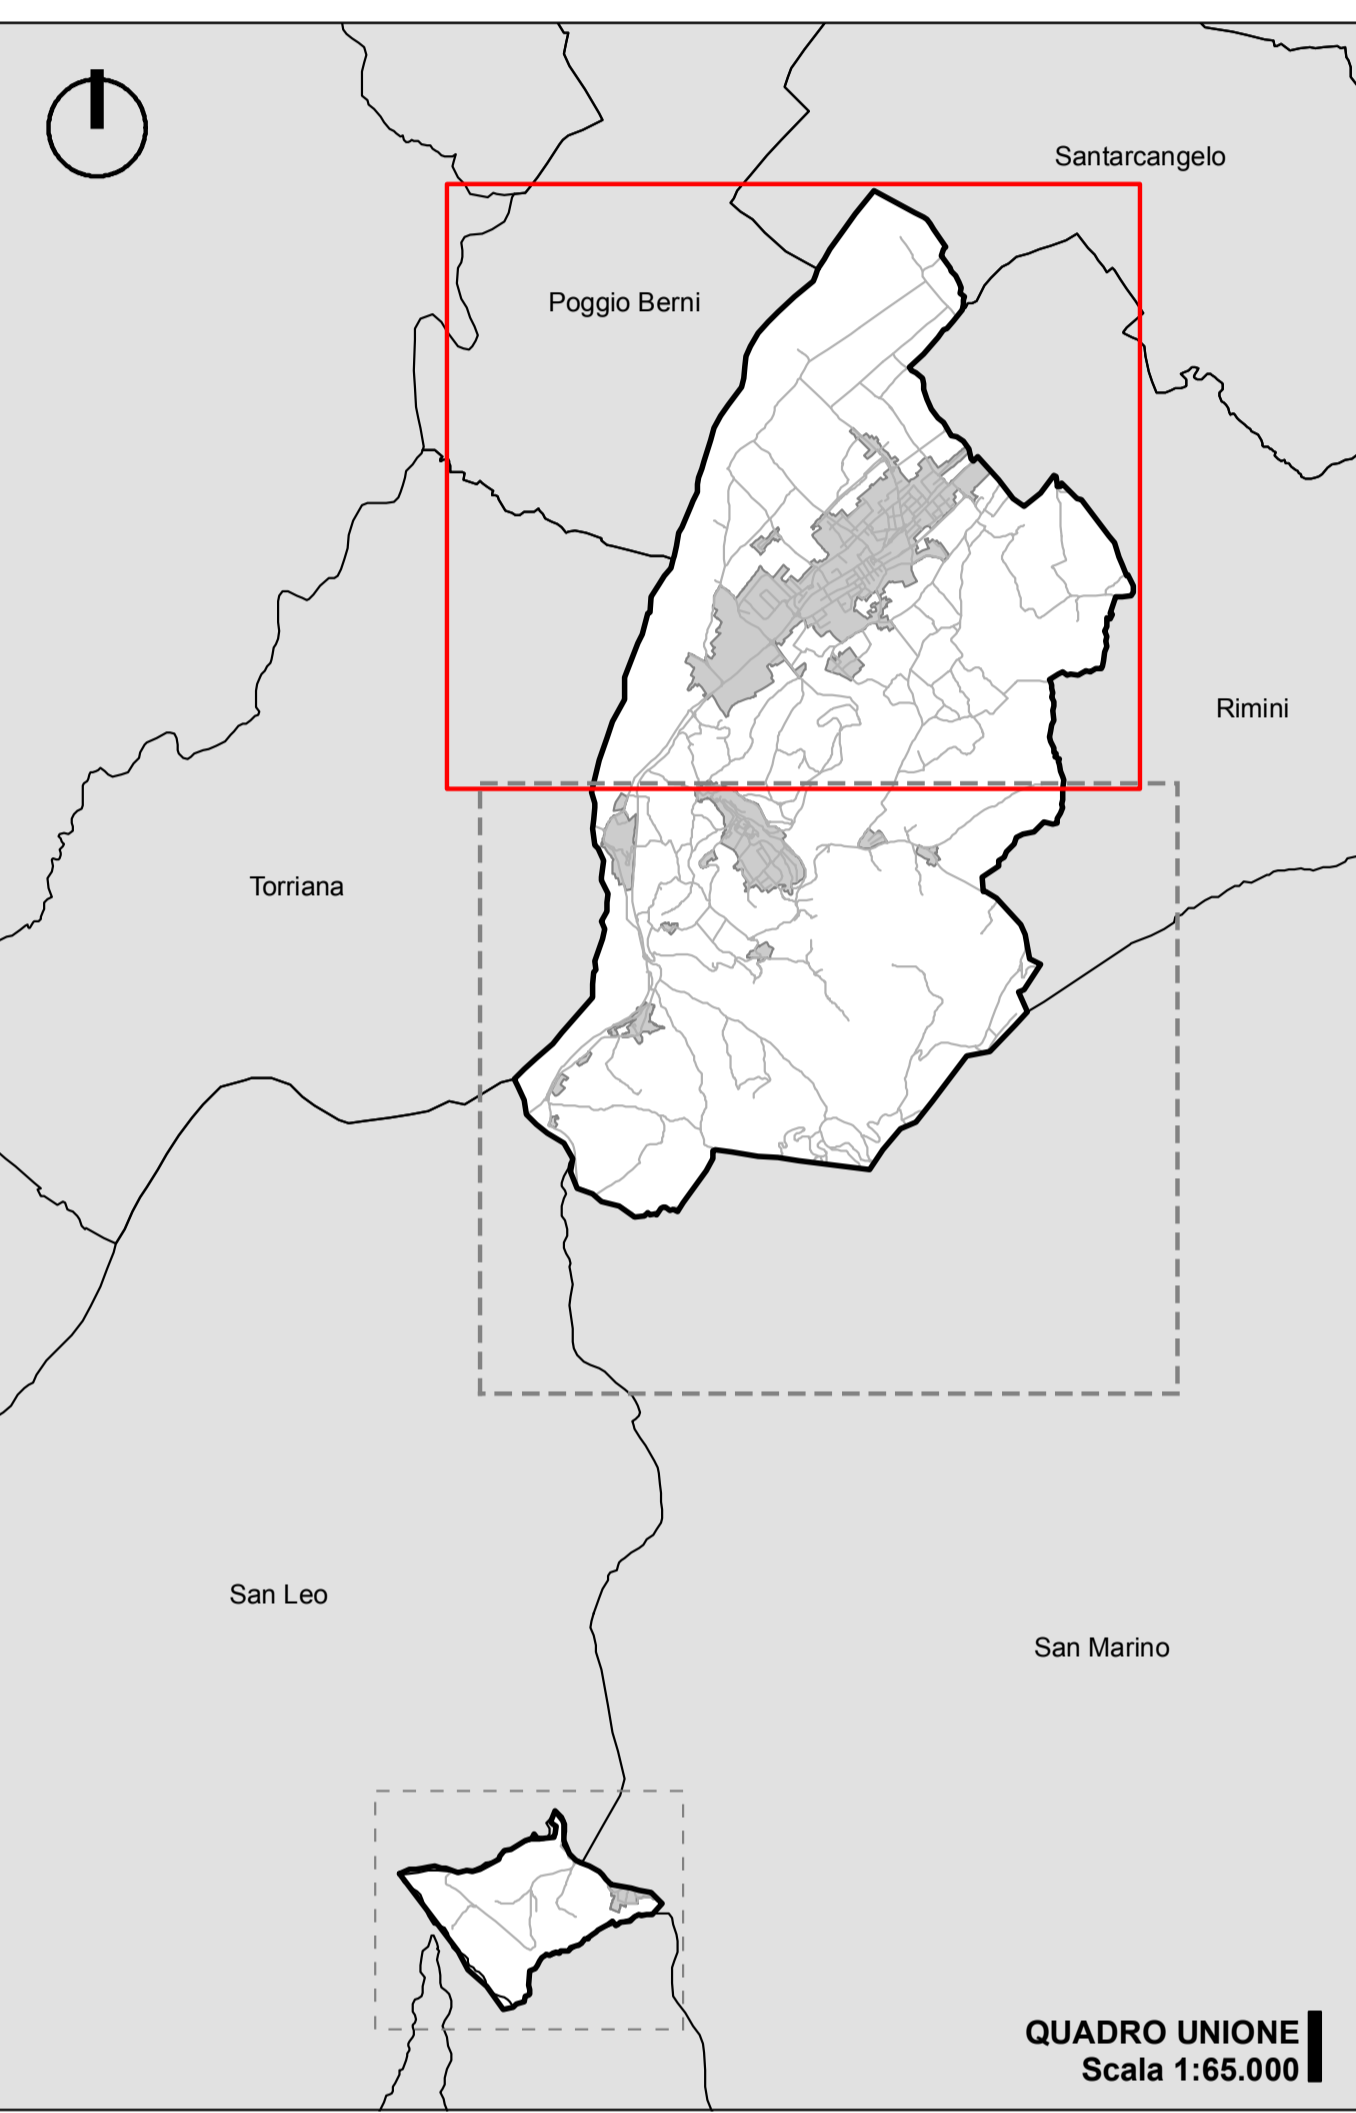 Santarcangelo
Poggio Berni
Rimini
Torriana
San Leo
San Marino
QUADRO UNIONE
Scala 1:65.000